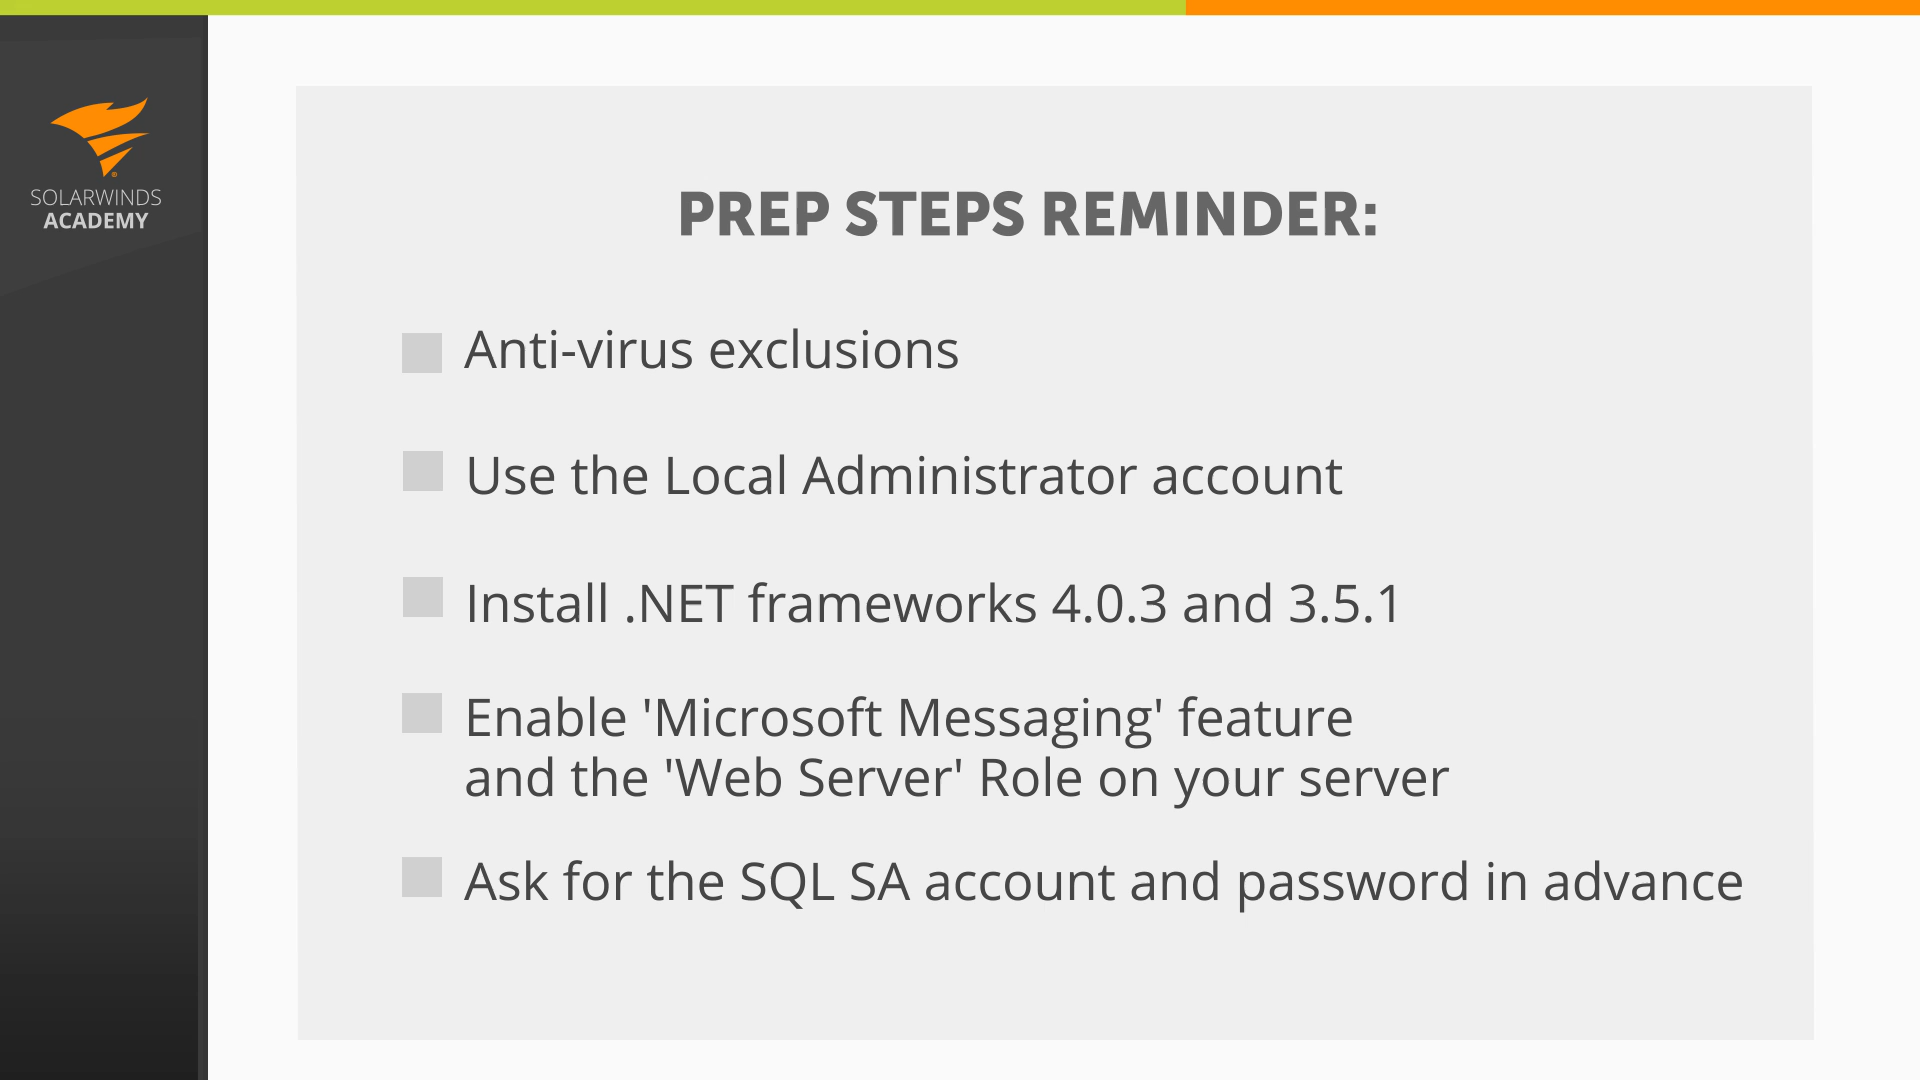 SOLARWINDS
ACADEMY
PREP STEPS REMINDER:
Anti-virus exclusions
Use the Local Administrator account
Install .NET frameworks 4.0.3 and 3.5.1
Enable 'Microsoft Messaging' feature
and the 'Web Server' Role on your server
Ask for the SQL SA account and password in advance